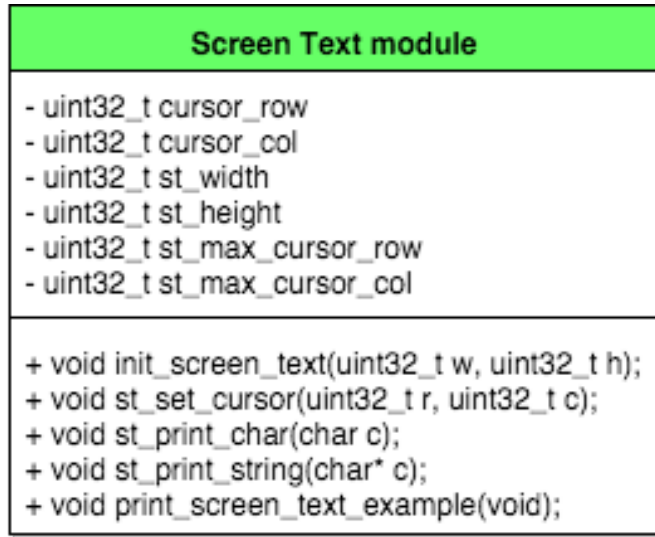 Screen Text module
- uint32_t cursor_row
- uint32_t cursor_col
- uint32_t st_width
- uint32_t st_height
- uint32_t st_max_cursor_row
- uint32_t st_max_cursor_col
+ void init_screen_text(uint32_t w, uint32_t h);
+ void st_set_cursor(uint32_t r, uint32_t c);
+ void st_print_char(char c);
+ void st_print_string(char* c);
+ void print_screen_text_example(void);